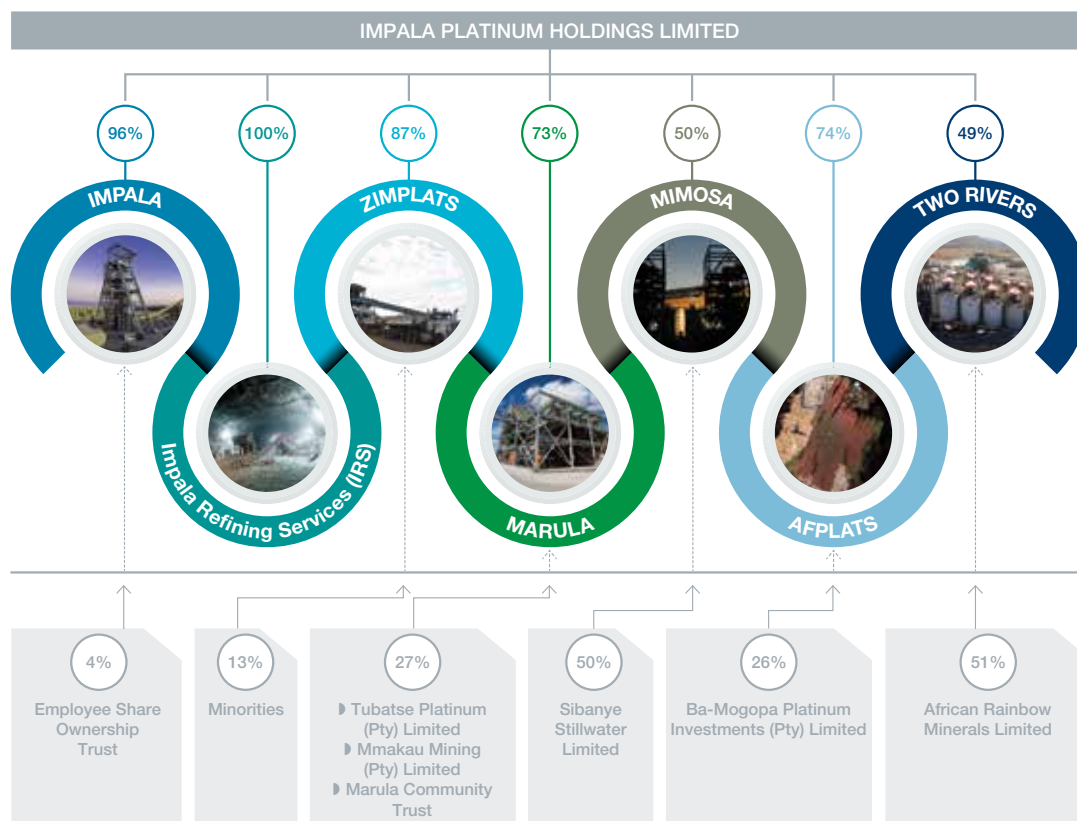 IMPALA PLATINUM HOLDINGS LIMITED
96%
100%
87%
73%
50%
74%
49%
IMPALA
ZIMPLATS
MIMOSA
TWO RIVERS
Impala Refining Services (IRS)
MARULA
AFPLATS
4%
Employee Share
Ownership
Trust
13%
Minorities
27%
◗ Tubatse Platinum
(Pty) Limited
◗ Mmakau Mining
(Pty) Limited
◗ Marula Community
Trust
50%
Sibanye
Stillwater
Limited
26%
Ba-Mogopa Platinum
Investments (Pty) Limited
51%
African Rainbow
Minerals Limited